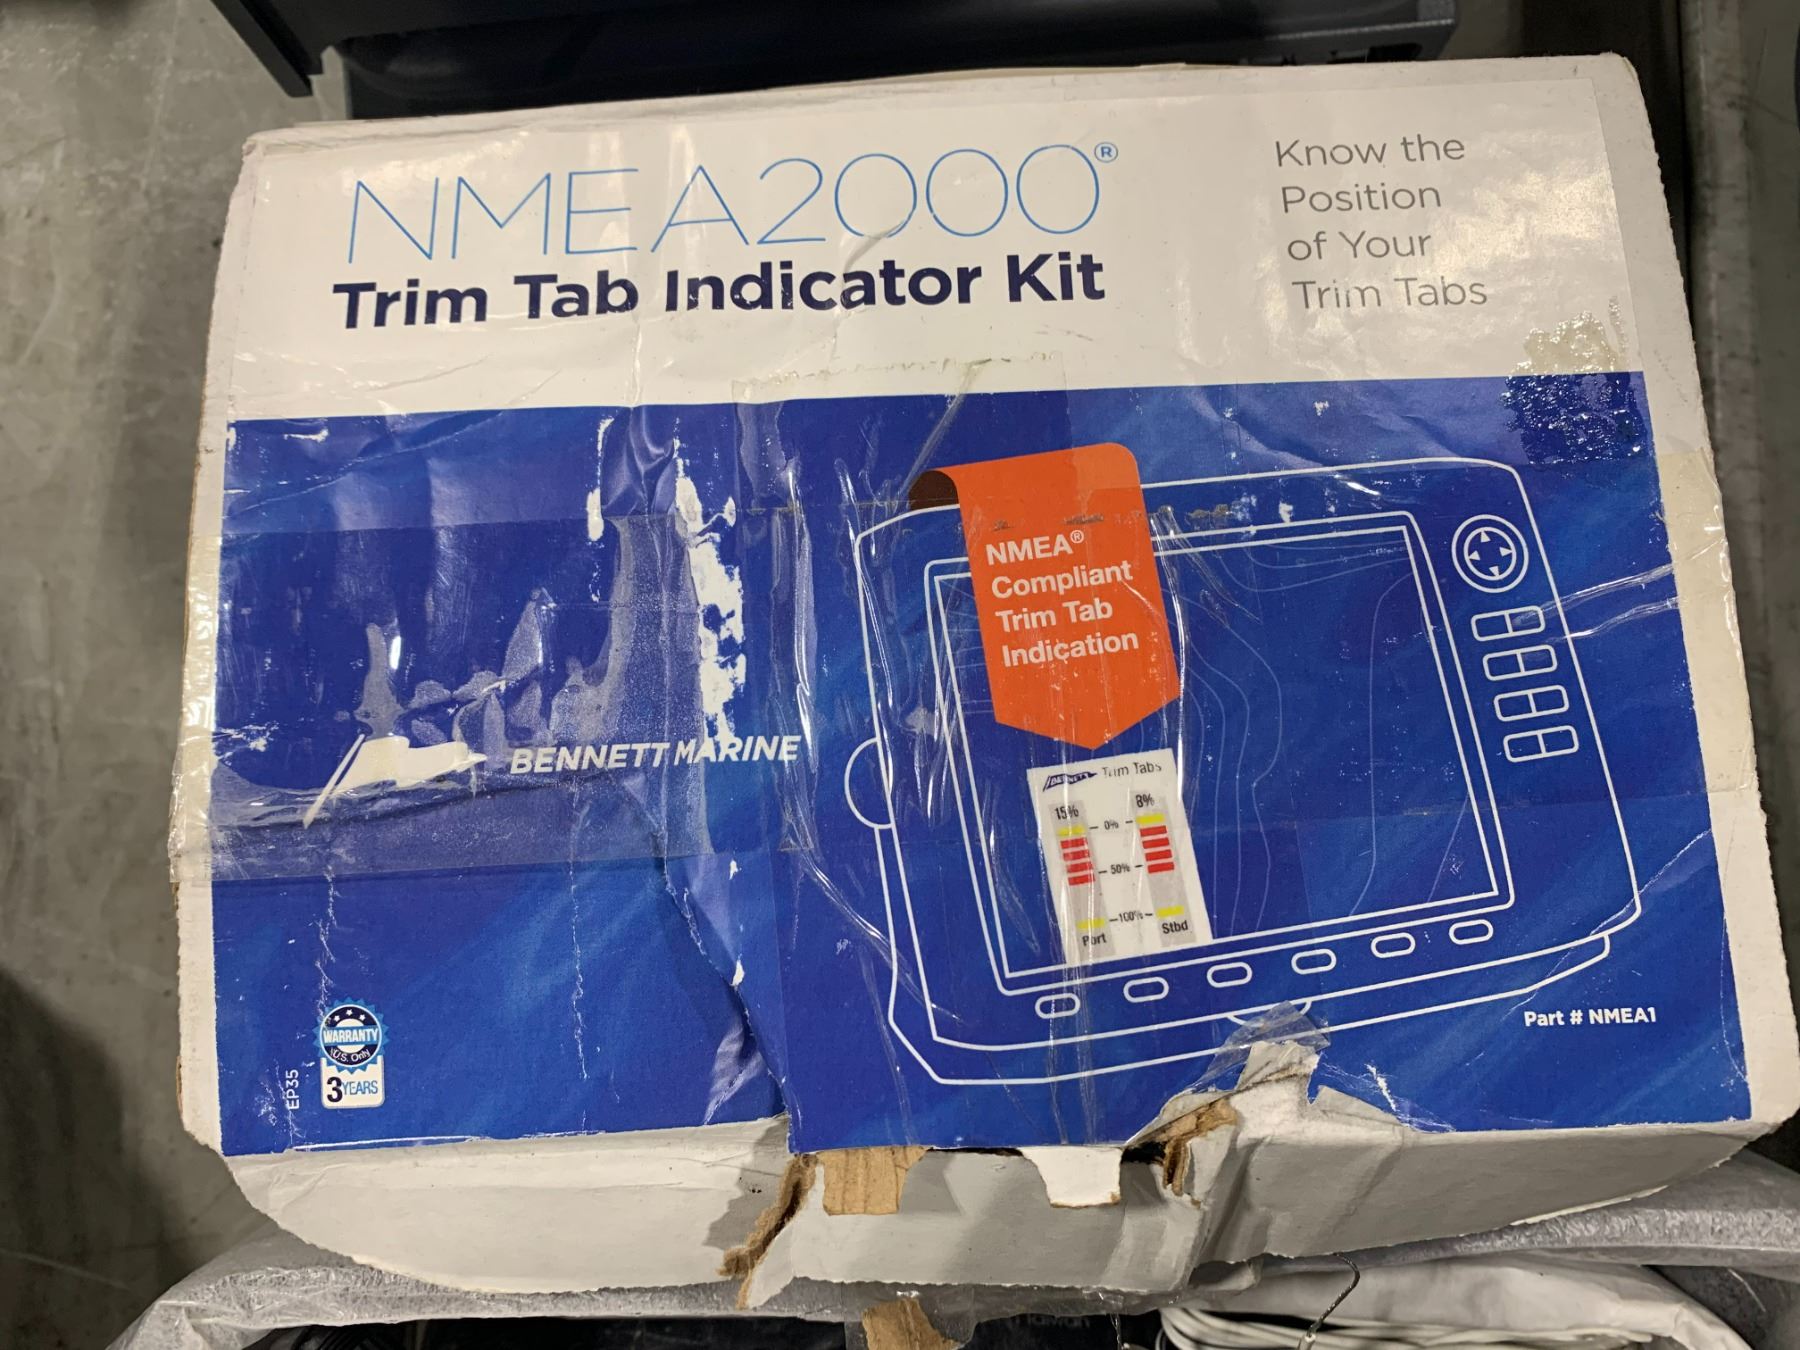 NMEA2000®
Trim Tab Indicator Kit
Know the
Position
of Your
Trim Tabs
NMEA®
Compliant
Trim Tab
Indication
BENNETT MARINE
BENNETT Trim Tabs
15% 8%
0%
50%
100%
Port Stbd
Part # NMEA1
WARRANTY
U.S. Only
3 YEARS
EP35